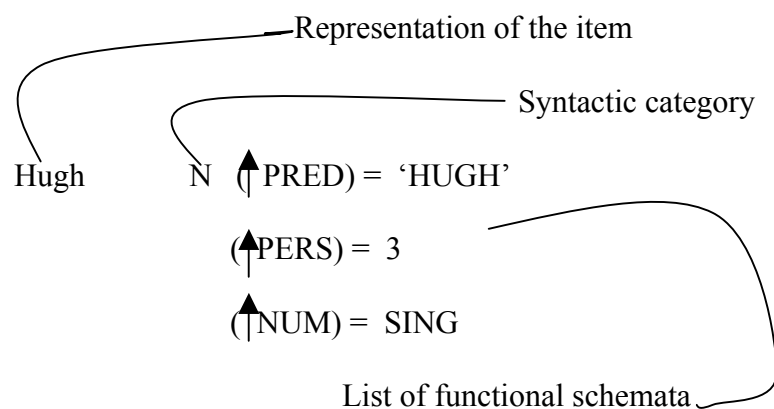 Representation of the item
Syntactic category
Hugh N (↑ PRED) = ‘HUGH’
(↑PERS) = 3
(↑NUM) = SING
List of functional schemata